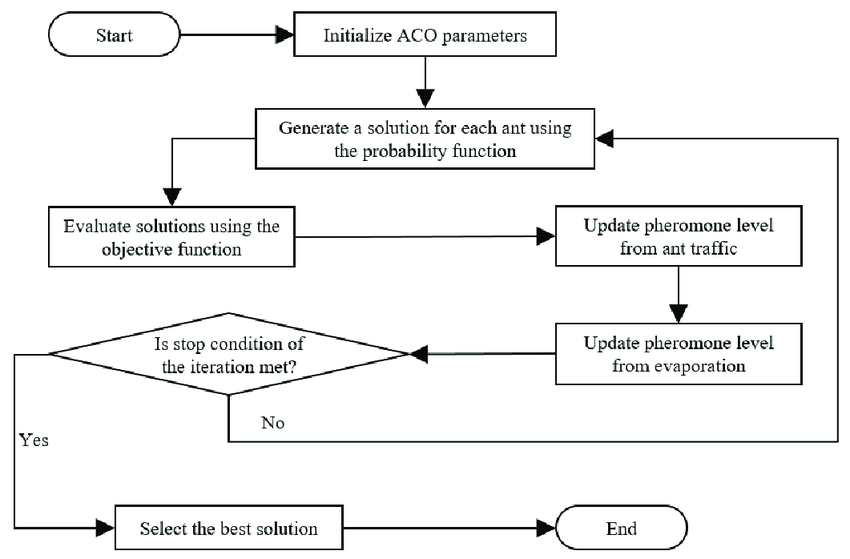 Start
Initialize ACO parameters
Generate a solution for each ant using
the probability function
Evaluate solutions using the
objective function
Update pheromone level
from ant traffic
Update pheromone level
from evaporation
Is stop condition of
the iteration met?
No
Yes
Select the best solution
End